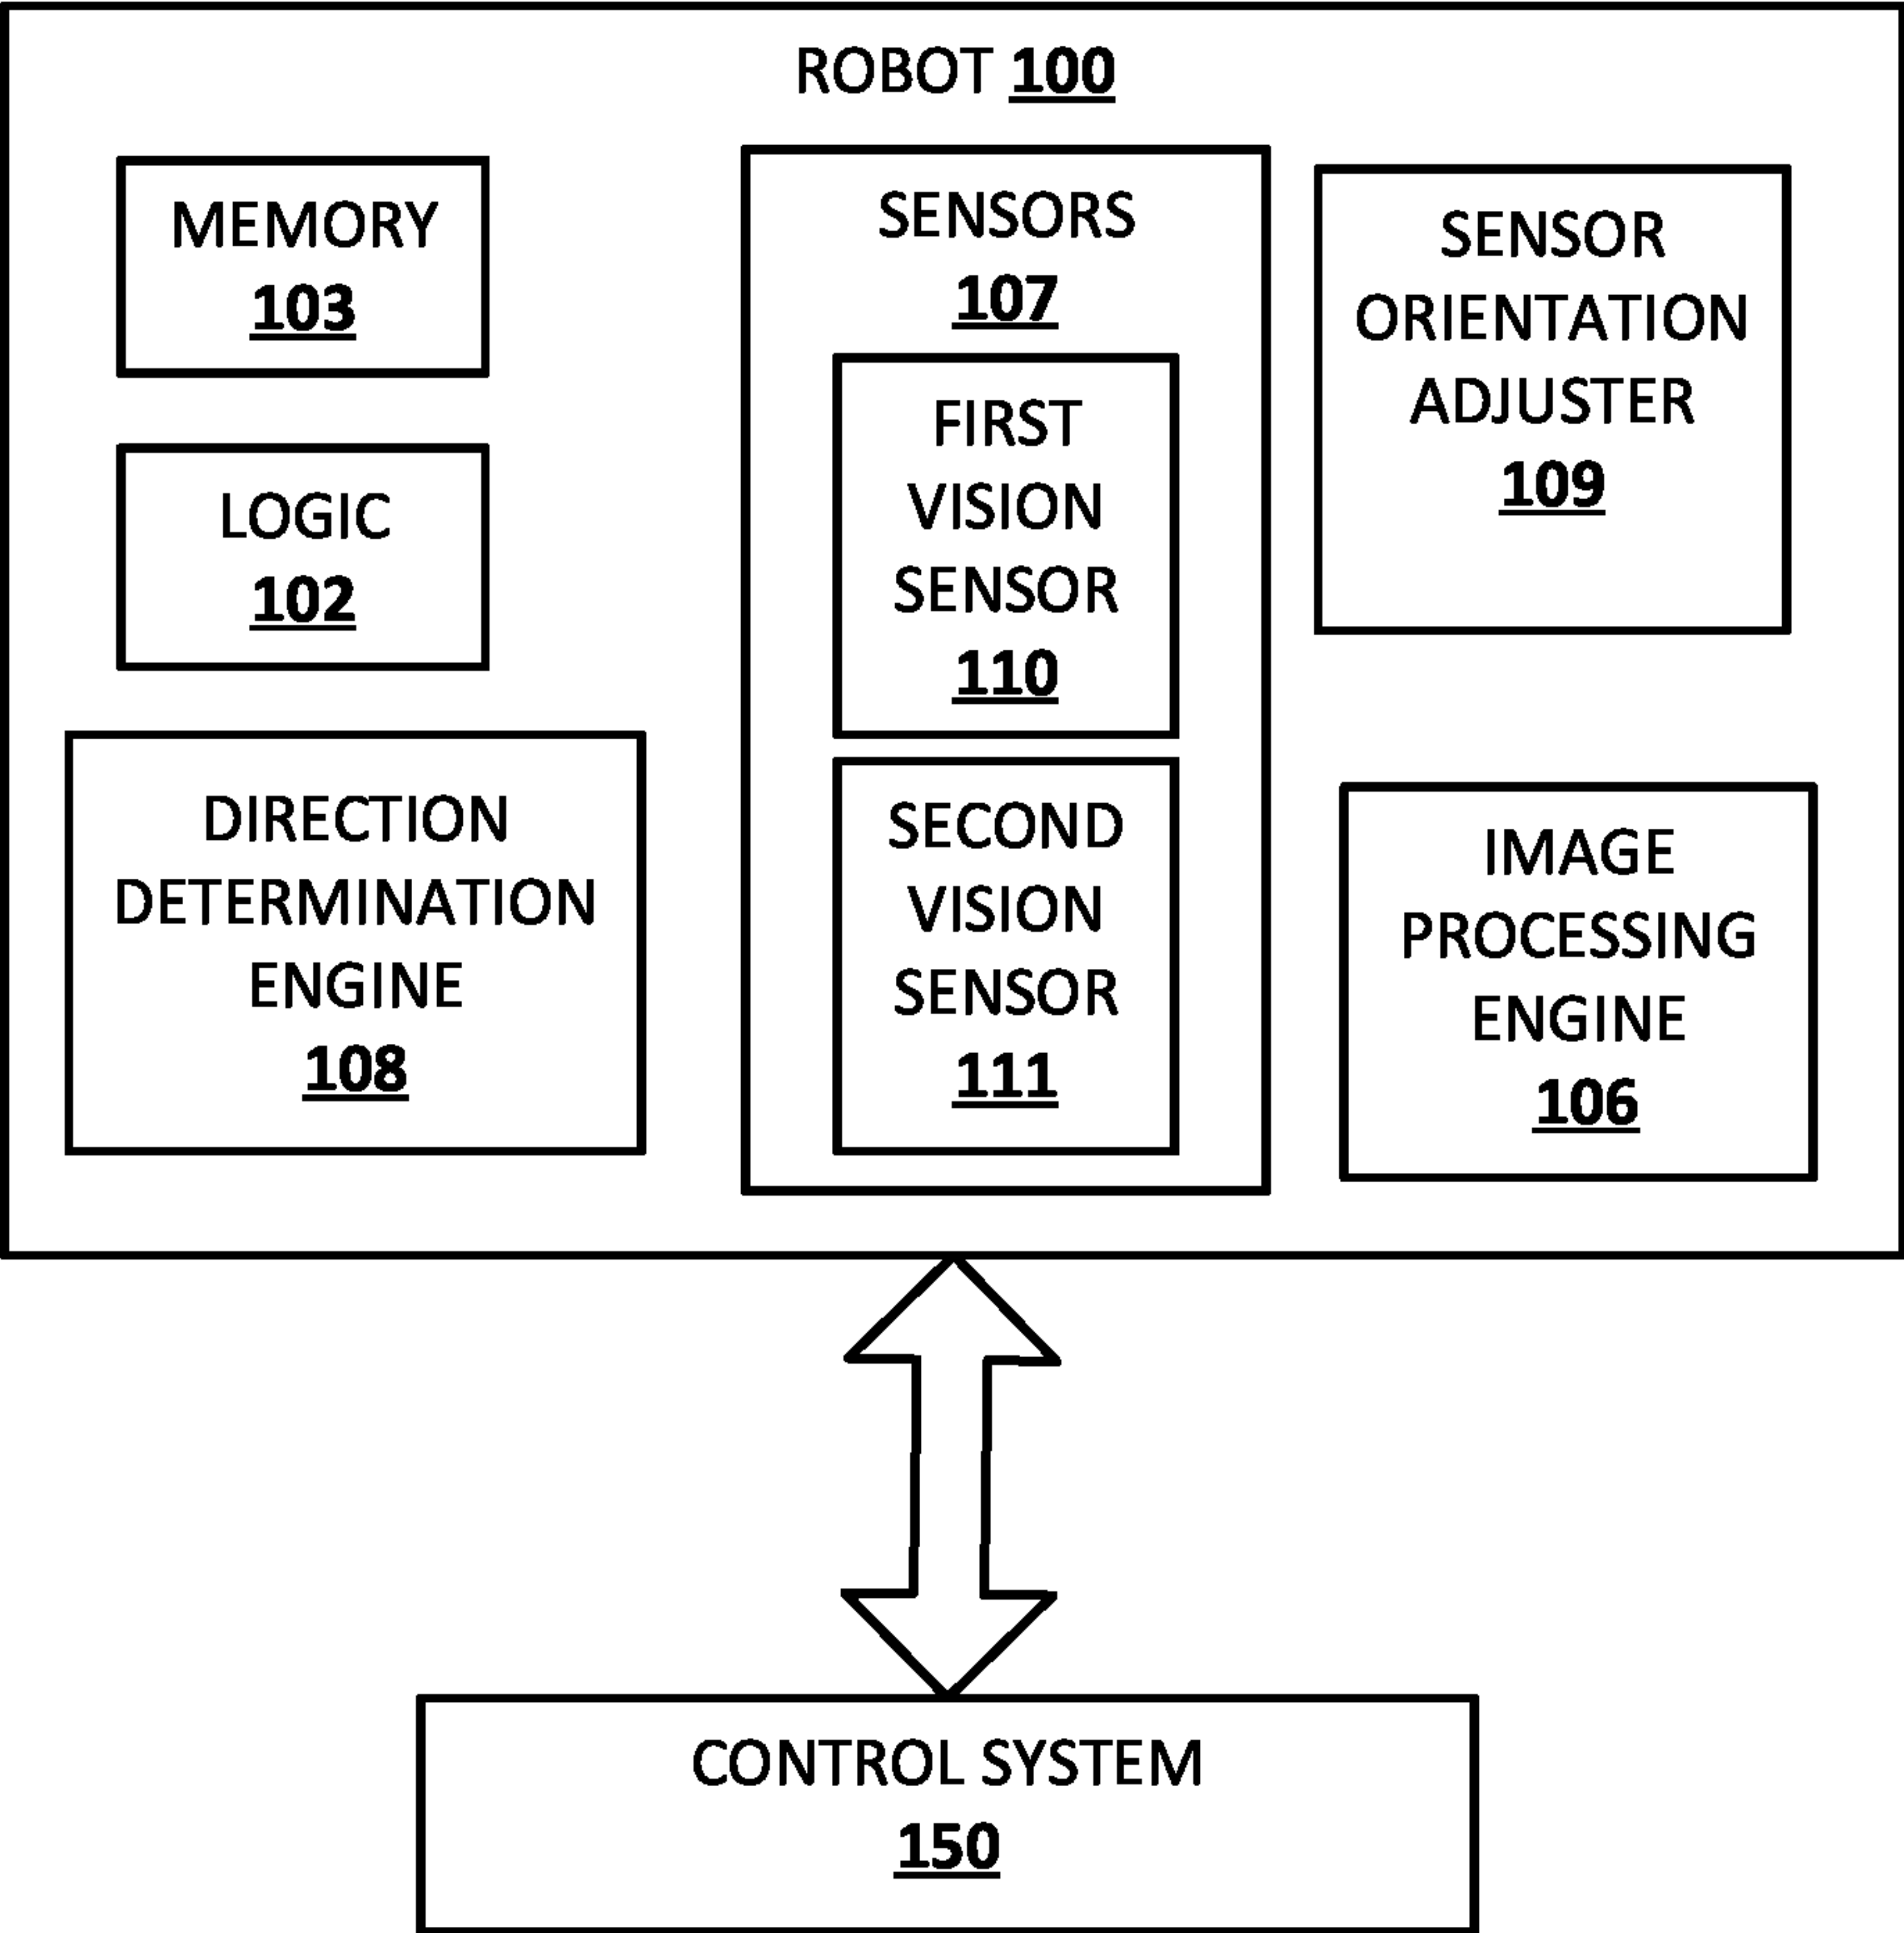 ROBOT 100
MEMORY
103
LOGIC
102
DIRECTION
DETERMINATION
ENGINE
108
SENSORS
107
FIRST
VISION
SENSOR
110
SECOND
VISION
SENSOR
111
SENSOR
ORIENTATION
ADJUSTER
109
IMAGE
PROCESSING
ENGINE
106
CONTROL SYSTEM
150